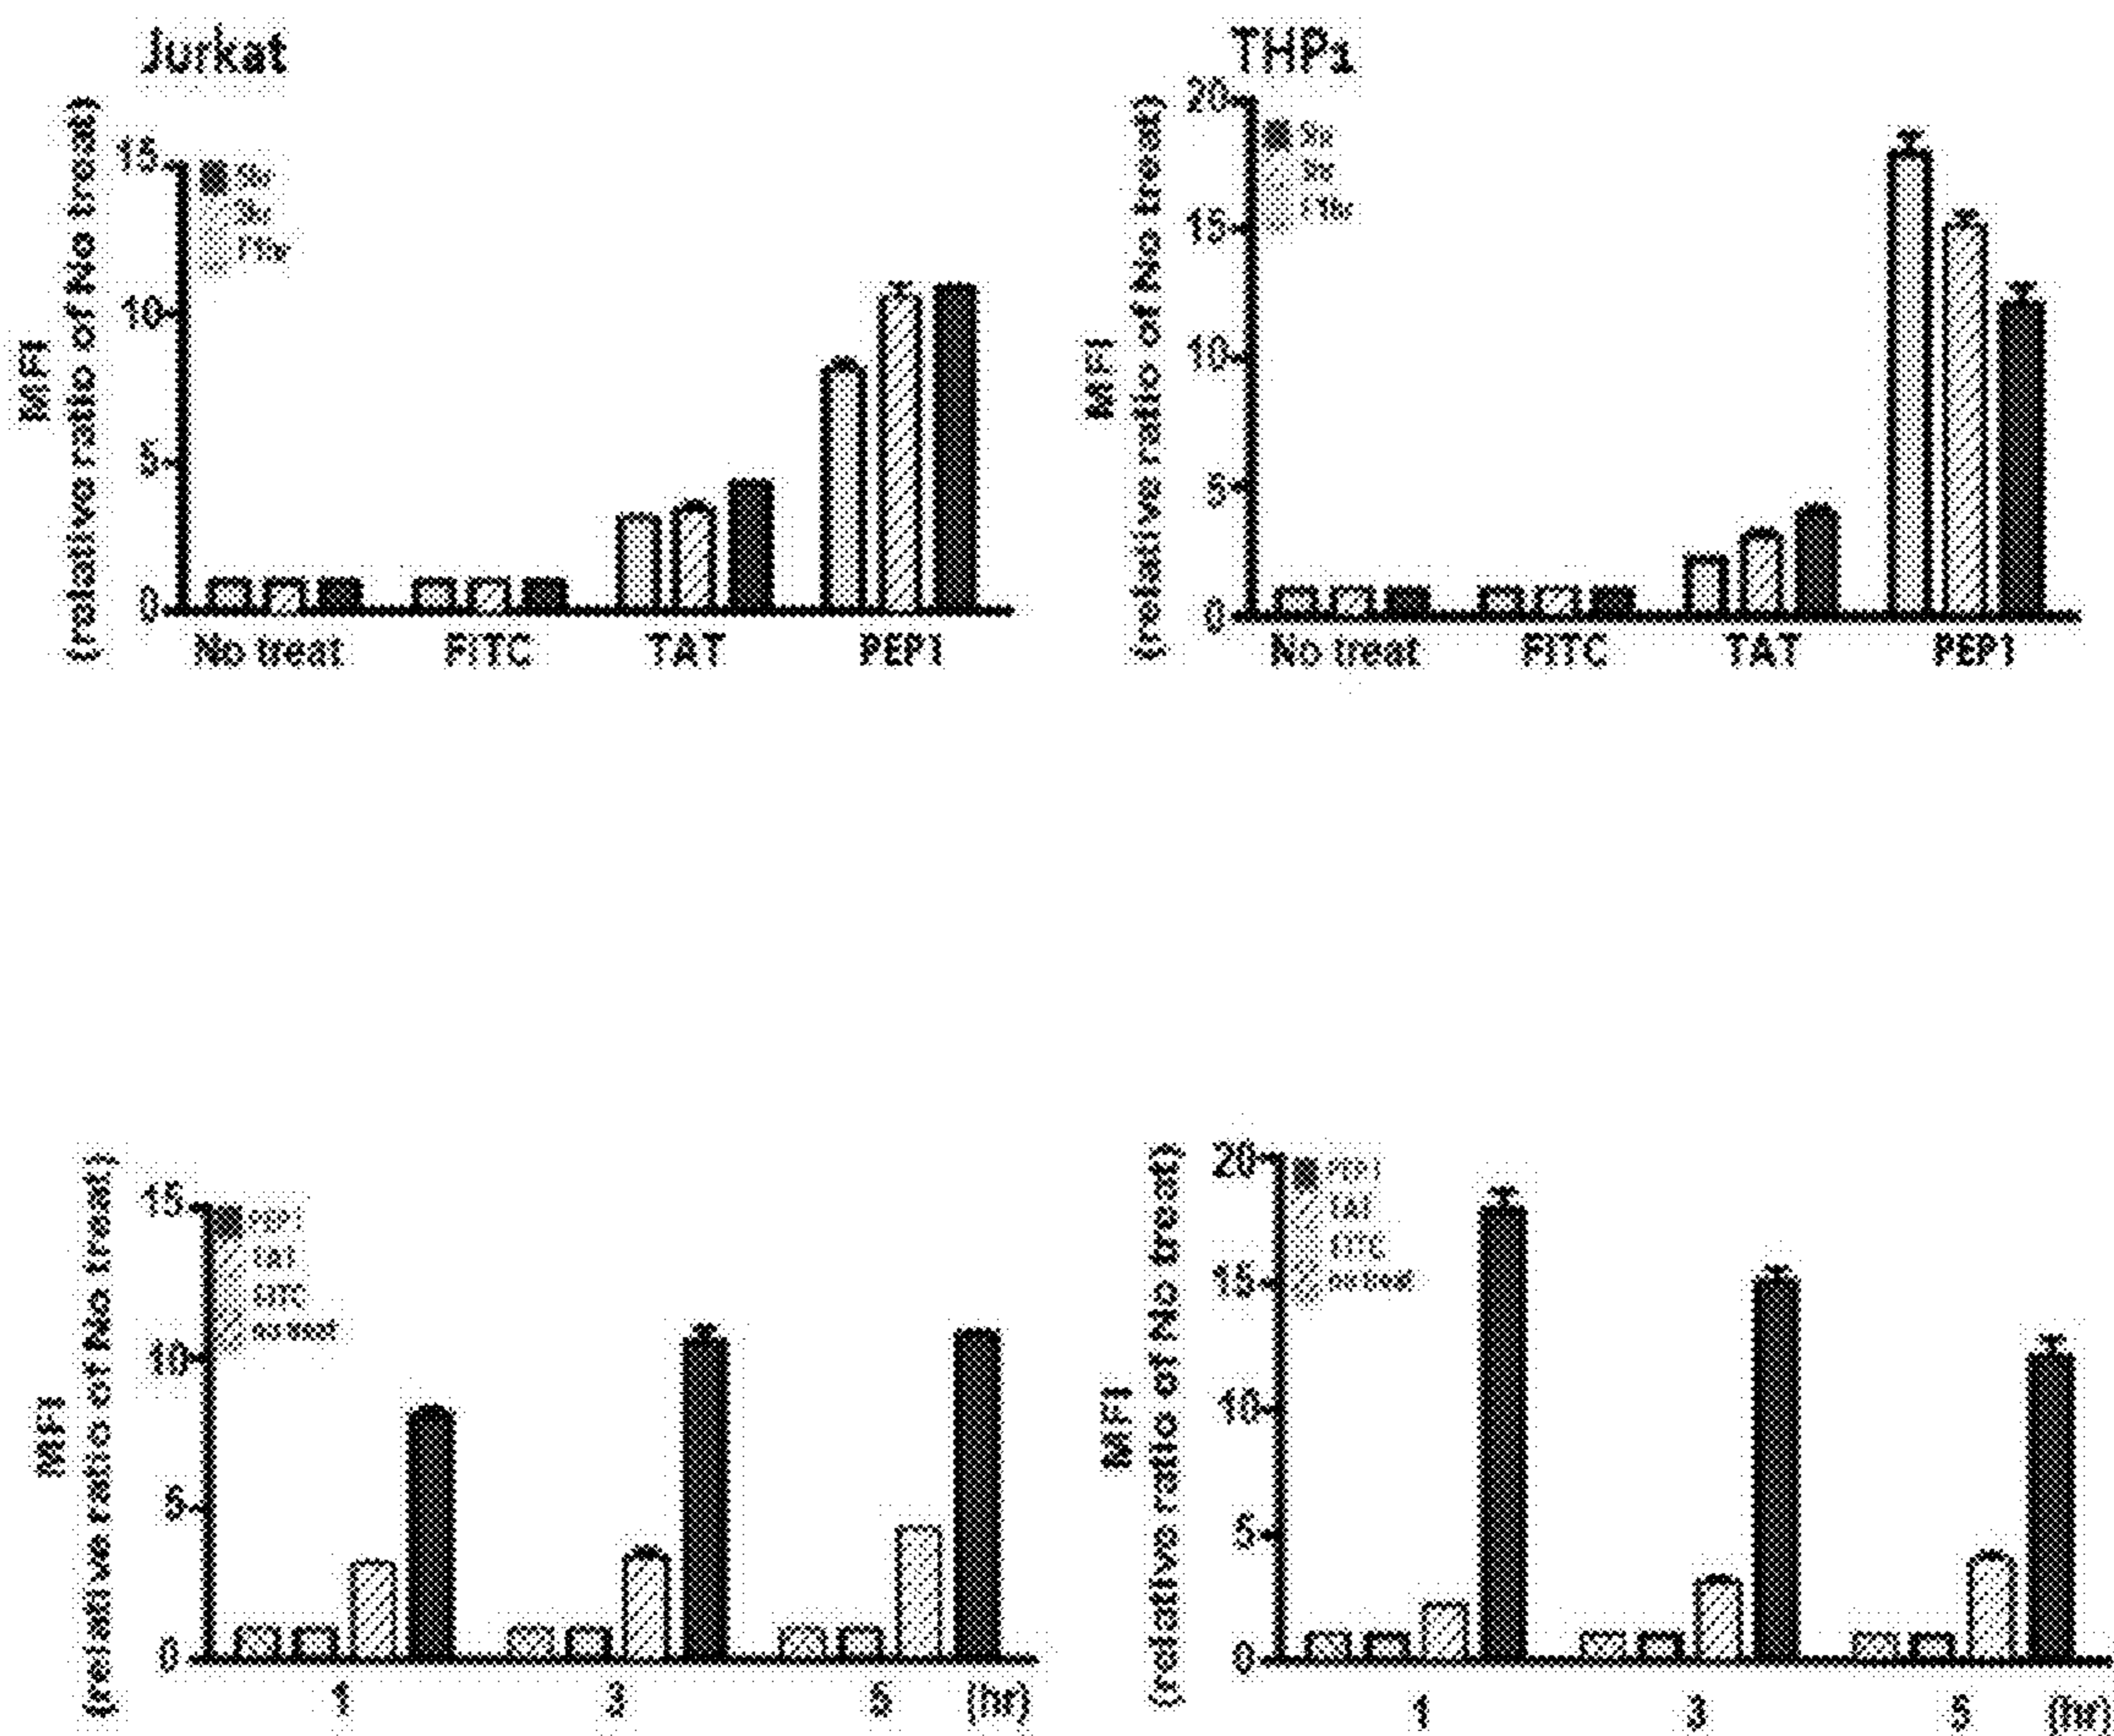 Jurkat
MFI
(relative ratio of No treat)
15
10
5
0
No treat FITC TAT PEP1
THP1
MFI
(relative ratio of No treat)
20
15
10
5
0
No treat FITC TAT PEP1
MFI
(relative ratio of No treat)
15
10
5
0
1 3 5 (hr)
MFI
(relative ratio of No treat)
20
PEP1
15
10
5
0
1 3 5 (hr)